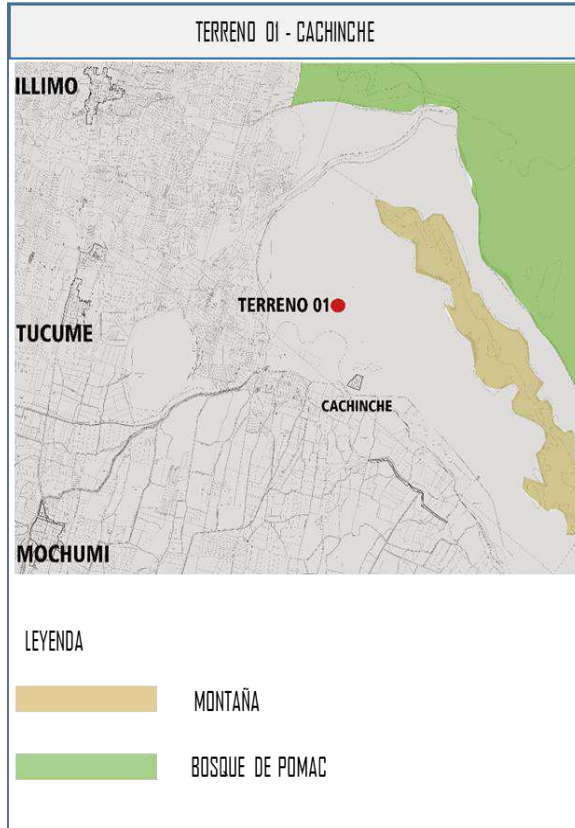 TERRENO 01 - CACHINCHE
ILLIMO
TERRENO 01
TUCUME
CACHINCHE
MOCHUMI
LEYENDA
MONTAÑA
BOSQUE DE POMAC